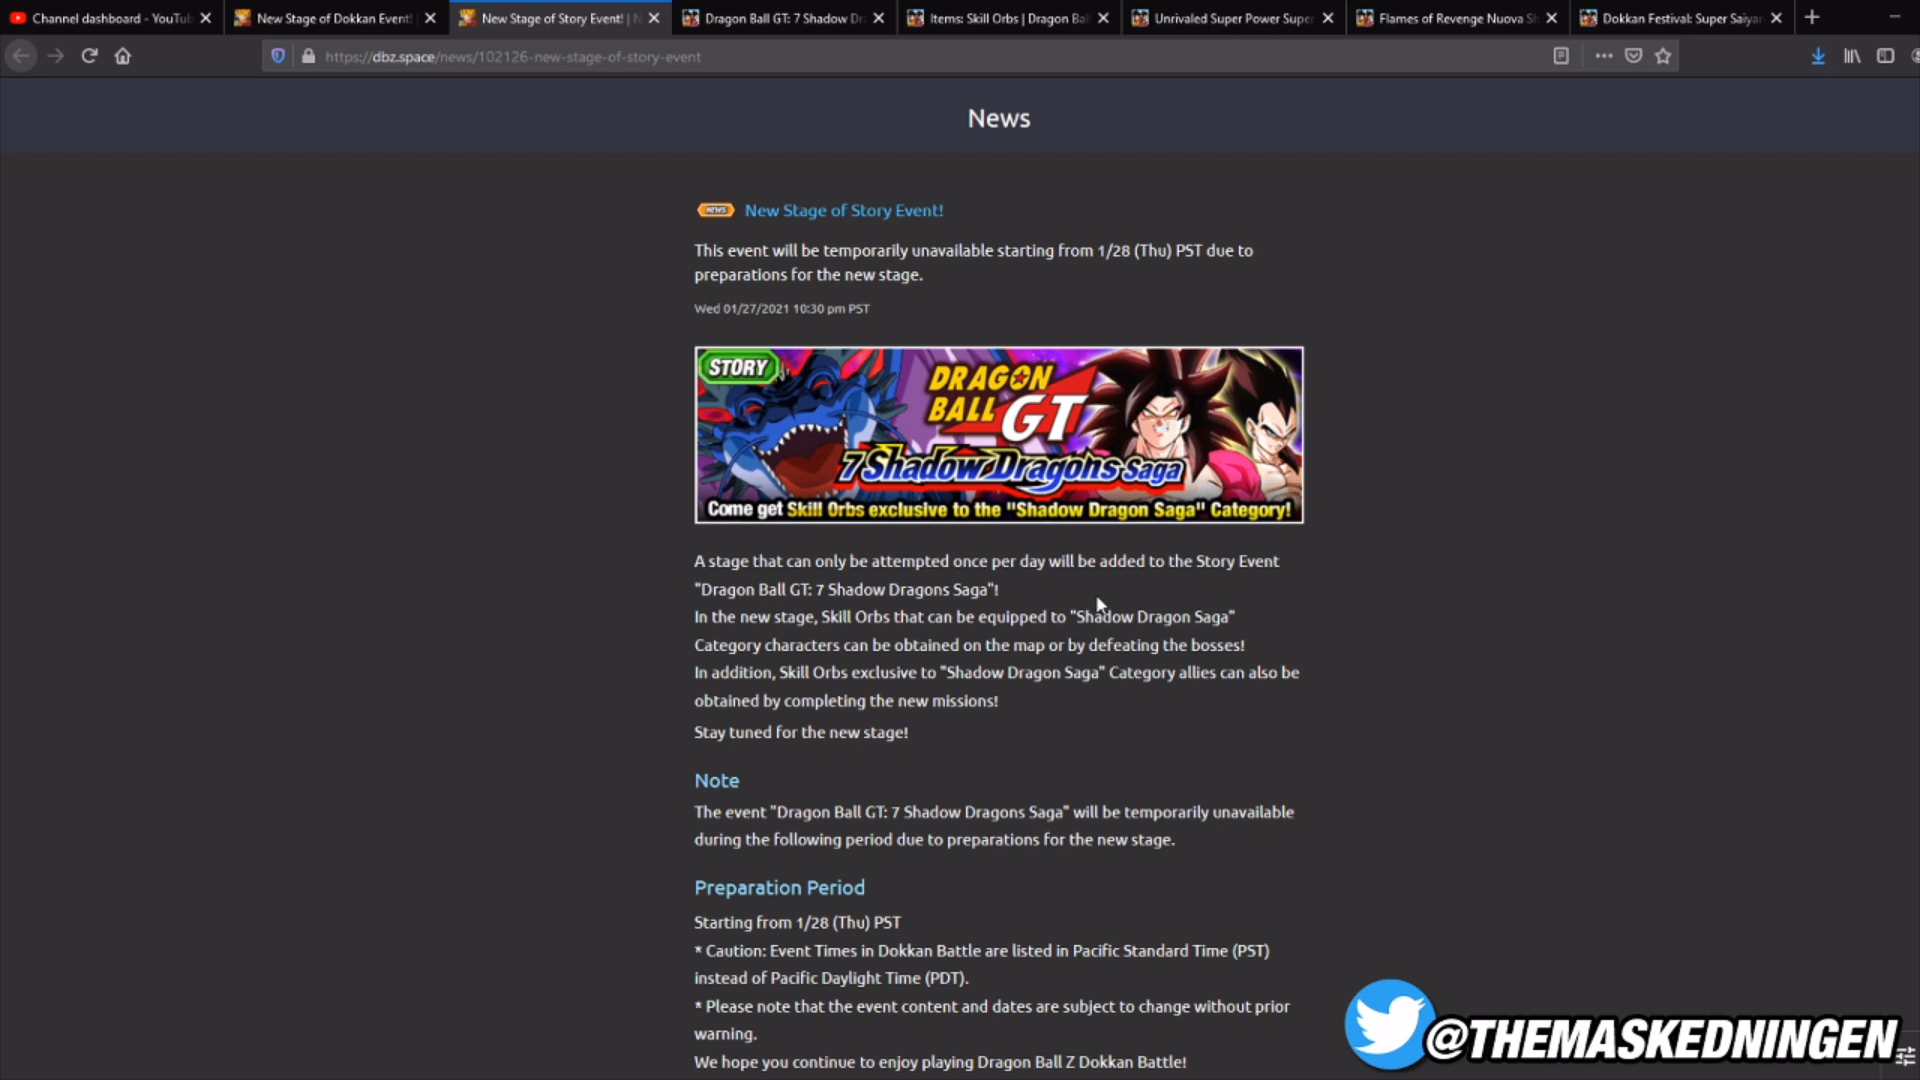 Channel dashboard - YouTub
New Stage of Dokkan Event!
New Stage of Story Event! | N
Dragon Ball GT: 7 Shadow Dr
Items: Skill Orbs | Dragon Bal
Unrivaled Super Power Super
Flames of Revenge Nuova Sh
Dokkan Festival: Super Saiyan
https://dbz.space/news/102126-new-stage-of-story-event
News
NEWS New Stage of Story Event!
This event will be temporarily unavailable starting from 1/28 (Thu) PST due to
preparations for the new stage.
Wed 01/27/2021 10:30 pm PST
STORY
DRAGON
BALL GT
7 Shadow Dragons Saga
Come get Skill Orbs exclusive to the "Shadow Dragon Saga" Category!
A stage that can only be attempted once per day will be added to the Story Event
"Dragon Ball GT: 7 Shadow Dragons Saga"!
In the new stage, Skill Orbs that can be equipped to "Shadow Dragon Saga"
Category characters can be obtained on the map or by defeating the bosses!
In addition, Skill Orbs exclusive to "Shadow Dragon Saga" Category allies can also be
obtained by completing the new missions!
Stay tuned for the new stage!
Note
The event "Dragon Ball GT: 7 Shadow Dragons Saga" will be temporarily unavailable
during the following period due to preparations for the new stage.
Preparation Period
Starting from 1/28 (Thu) PST
* Caution: Event Times in Dokkan Battle are listed in Pacific Standard Time (PST)
instead of Pacific Daylight Time (PDT).
* Please note that the event content and dates are subject to change without prior
warning.
We hope you continue to enjoy playing Dragon Ball Z Dokkan Battle!
@THEMASKEDNINGEN